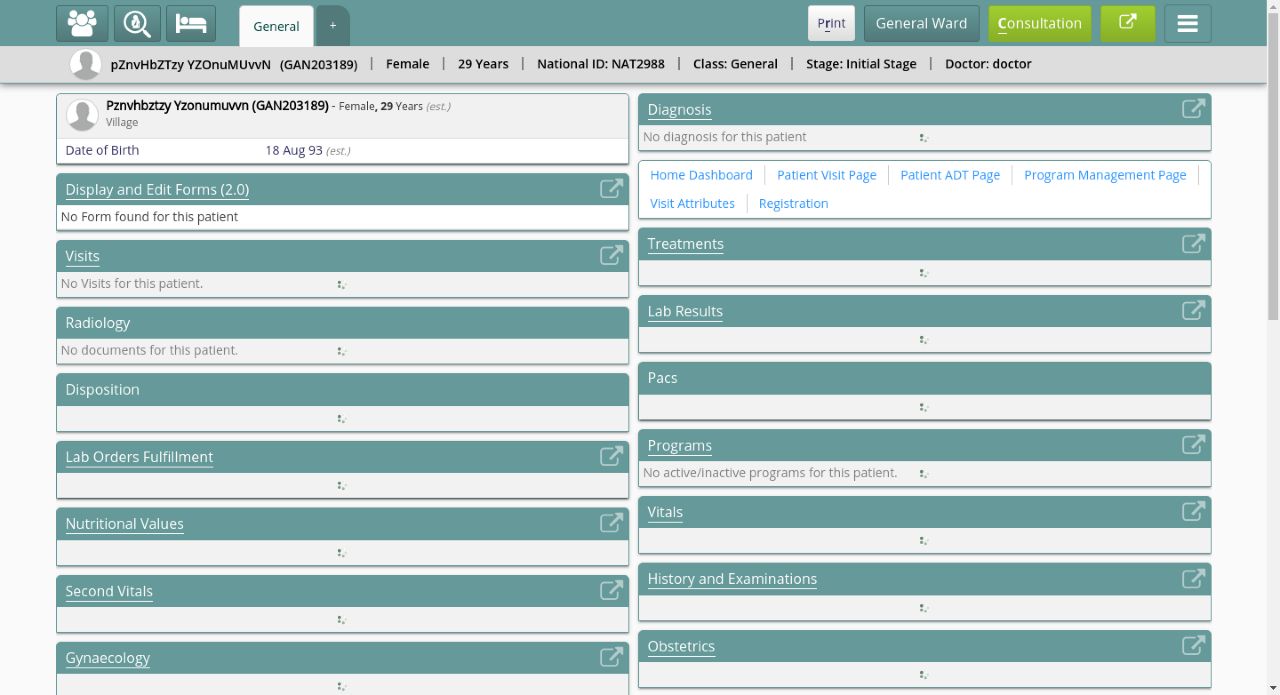 General
+
Print
General Ward
Consultation
pZnvHbZTzy YZOnuMUvvN (GAN203189) | Female | 29 Years | National ID: NAT2988 | Class: General | Stage: Initial Stage | Doctor: doctor
Pznvhbztzy Yzonumuvvn (GAN203189) - Female, 29 Years (est.)
Village
Date of Birth 18 Aug 93 (est.)
Display and Edit Forms (2.0)
No Form found for this patient
Visits
No Visits for this patient.
Radiology
No documents for this patient.
Disposition
Lab Orders Fulfillment
Nutritional Values
Second Vitals
Gynaecology
Diagnosis
No diagnosis for this patient
Home Dashboard | Patient Visit Page | Patient ADT Page | Program Management Page |
Visit Attributes | Registration
Treatments
Lab Results
Pacs
Programs
No active/inactive programs for this patient.
Vitals
History and Examinations
Obstetrics